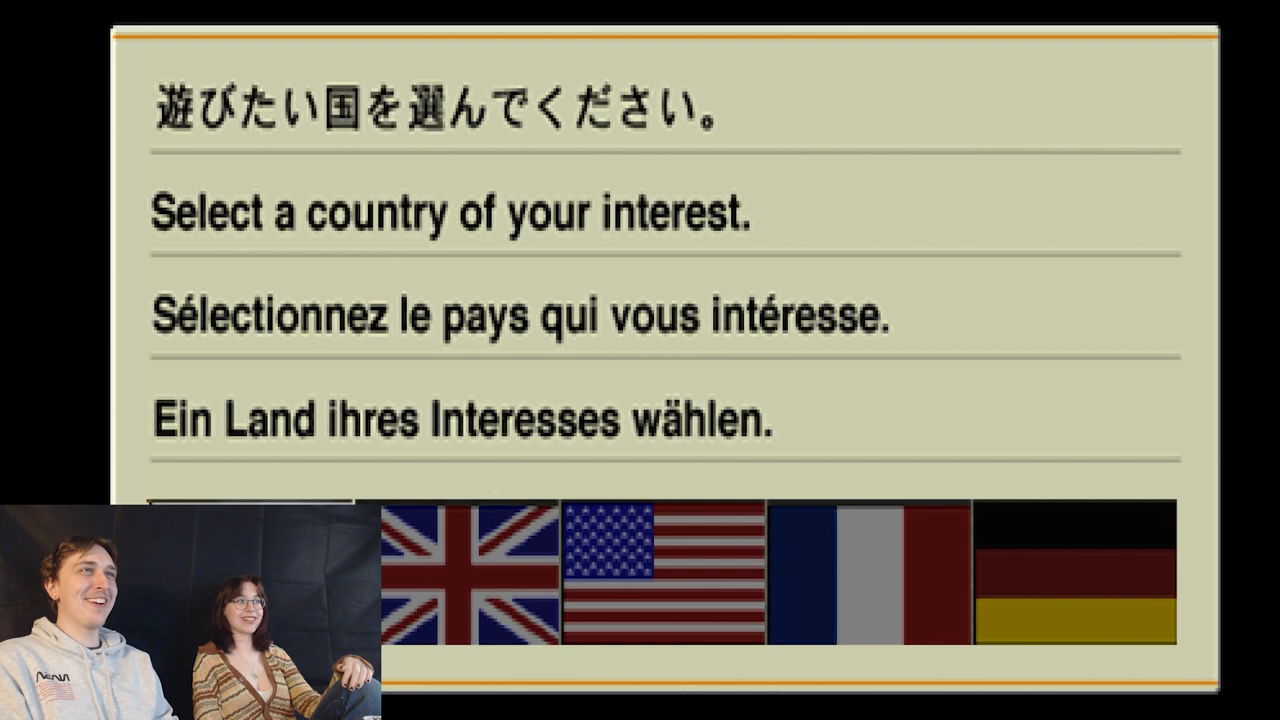 遊びたい国を選んでください。
Select a country of your interest.
Sélectionnez le pays qui vous intéresse.
Ein Land ihres Interesses wählen.